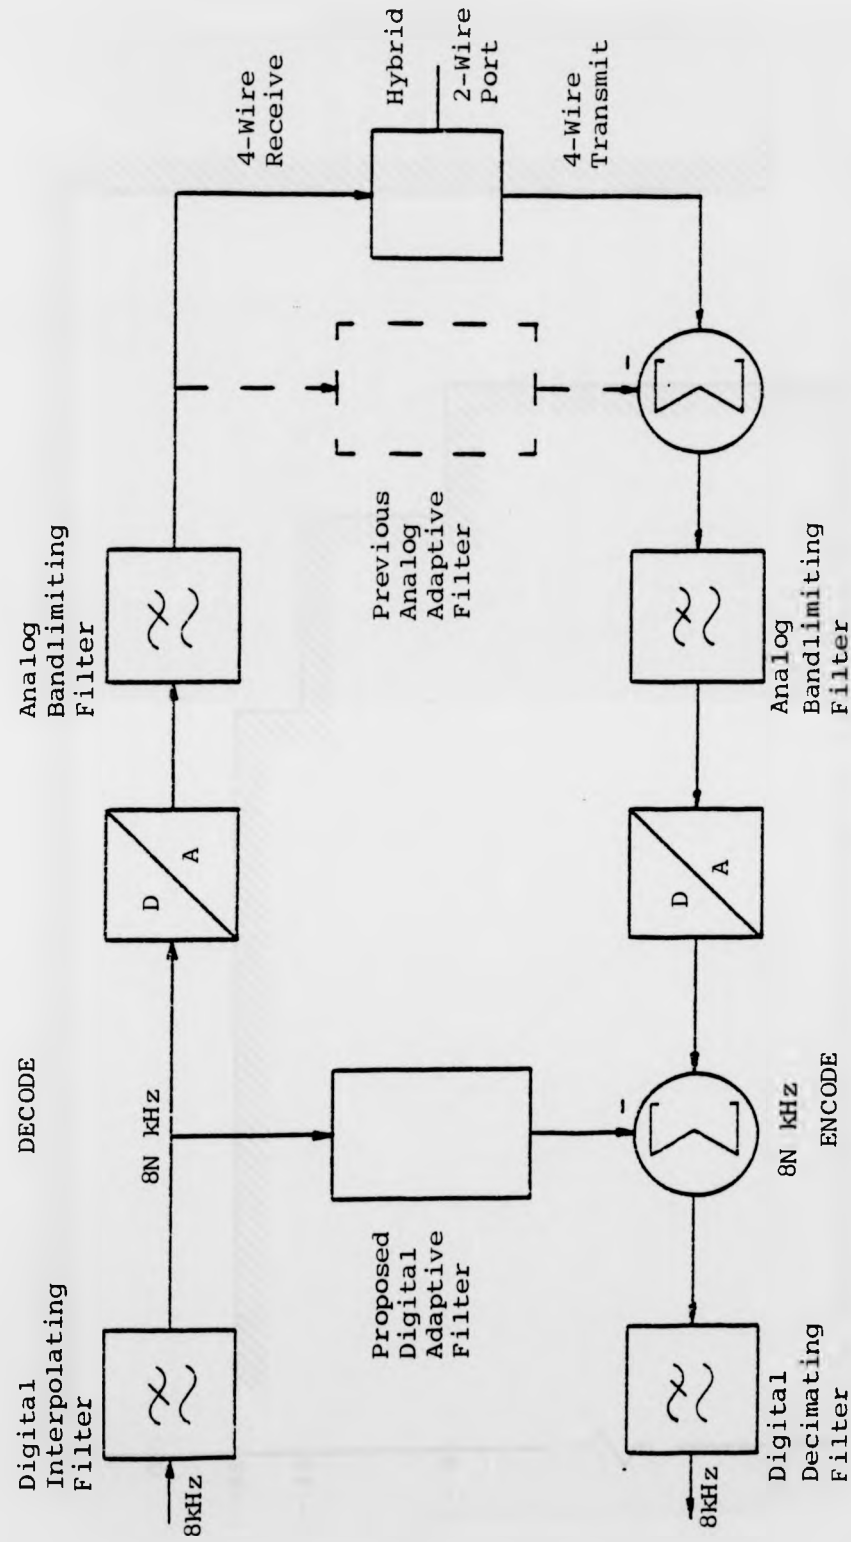 Digital
Interpolating
Filter
8kHz
DECODE
8N kHz
D
A
Analog
Bandlimiting
Filter
4-Wire
Receive
Hybrid
2-Wire
Port
4-Wire
Transmit
Proposed
Digital
Adaptive
Filter
Previous
Analog
Adaptive
Filter
-
-
Σ
Σ
Digital
Decimating
Filter
8kHz
8N kHz
ENCODE
D
A
Analog
Bandlimiting
Filter